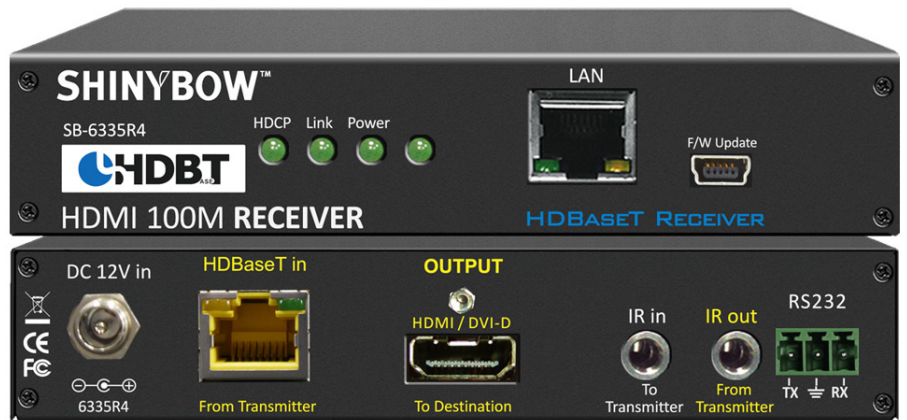 SHINYBOW™
SB-6335R4
HDCP Link Power
LAN
F/W Update
HDBT
HDMI 100M RECEIVER
HDBaseT Receiver
DC 12V in
HDBaseT in
OUTPUT
HDMI / DVI-D
IR in
IR out
RS232
CE
FC
6335R4
From Transmitter
To Destination
To
Transmitter
From
Transmitter
TX
RX